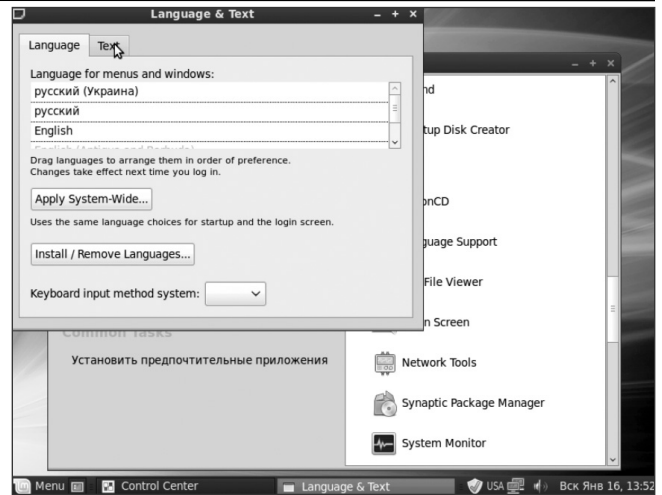 Language & Text
Language
Text
Language for menus and windows:
русский (Украина)
русский
English
Drag languages to arrange them in order of preference.
Changes take effect next time you log in.
Apply System-Wide...
Uses the same language choices for startup and the login screen.
Install / Remove Languages...
Keyboard input method system:
nd
tup Disk Creator
onCD
guage Support
File Viewer
n Screen
Common Tasks
Установить предпочтительные приложения
Network Tools
Synaptic Package Manager
System Monitor
Menu
Control Center
Language & Text
USA
Вск Янв 16, 13:52